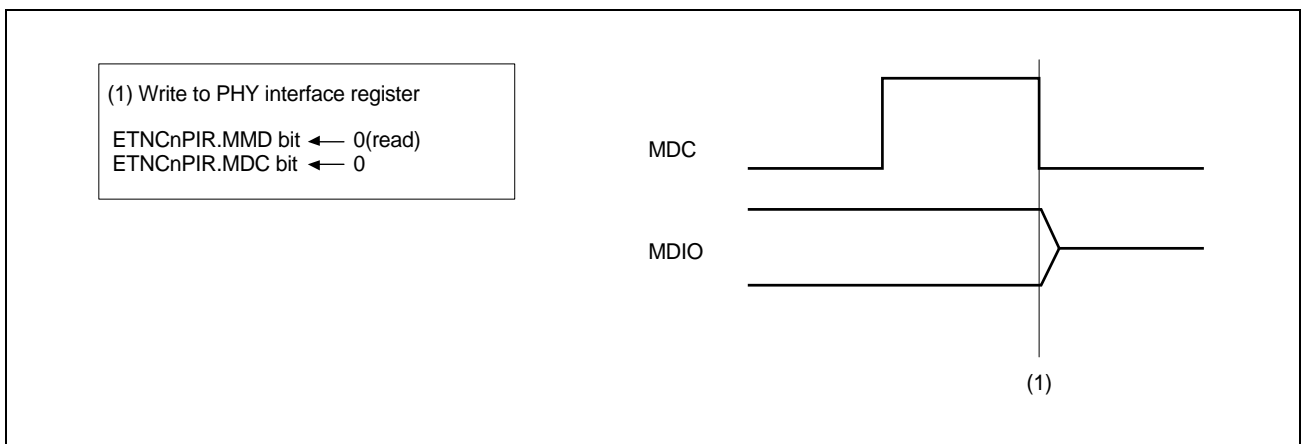 (1) Write to PHY interface register
ETNCnPIR.MMD bit ← 0(read)
ETNCnPIR.MDC bit ← 0
MDC
MDIO
(1)